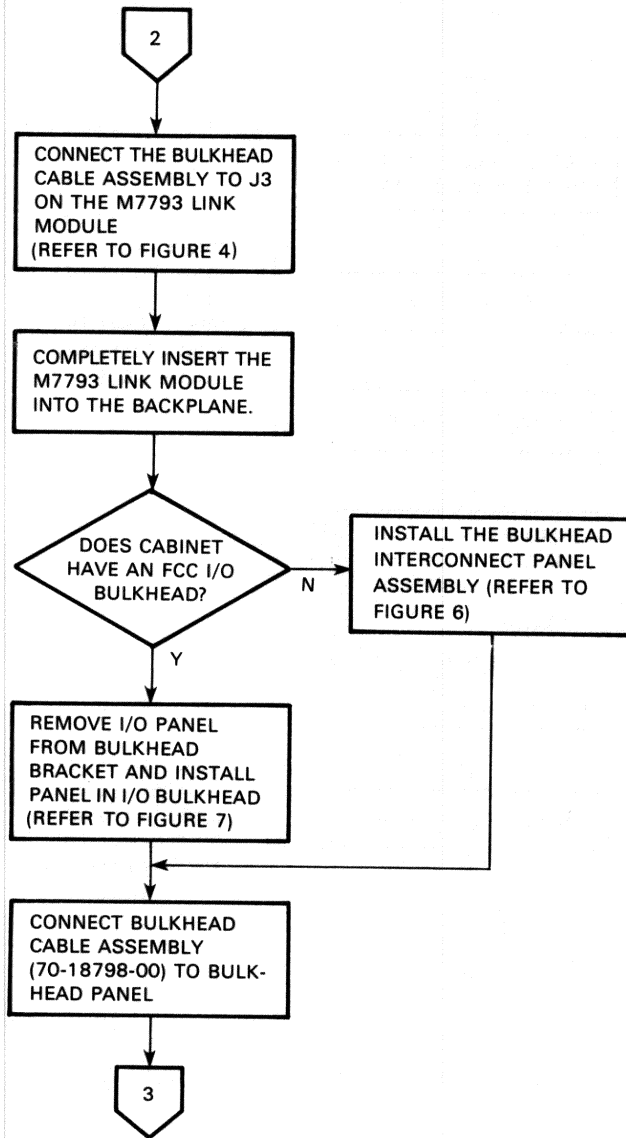 2
CONNECT THE BULKHEAD
CABLE ASSEMBLY TO J3
ON THE M7793 LINK
MODULE
(REFER TO FIGURE 4)
COMPLETELY INSERT THE
M7793 LINK MODULE
INTO THE BACKPLANE.
DOES CABINET
HAVE AN FCC I/O
BULKHEAD?
N
INSTALL THE BULKHEAD
INTERCONNECT PANEL
ASSEMBLY (REFER TO
FIGURE 6)
Y
REMOVE I/O PANEL
FROM BULKHEAD
BRACKET AND INSTALL
PANEL IN I/O BULKHEAD
(REFER TO FIGURE 7)
CONNECT BULKHEAD
CABLE ASSEMBLY
(70-18798-00) TO BULK-
HEAD PANEL
3